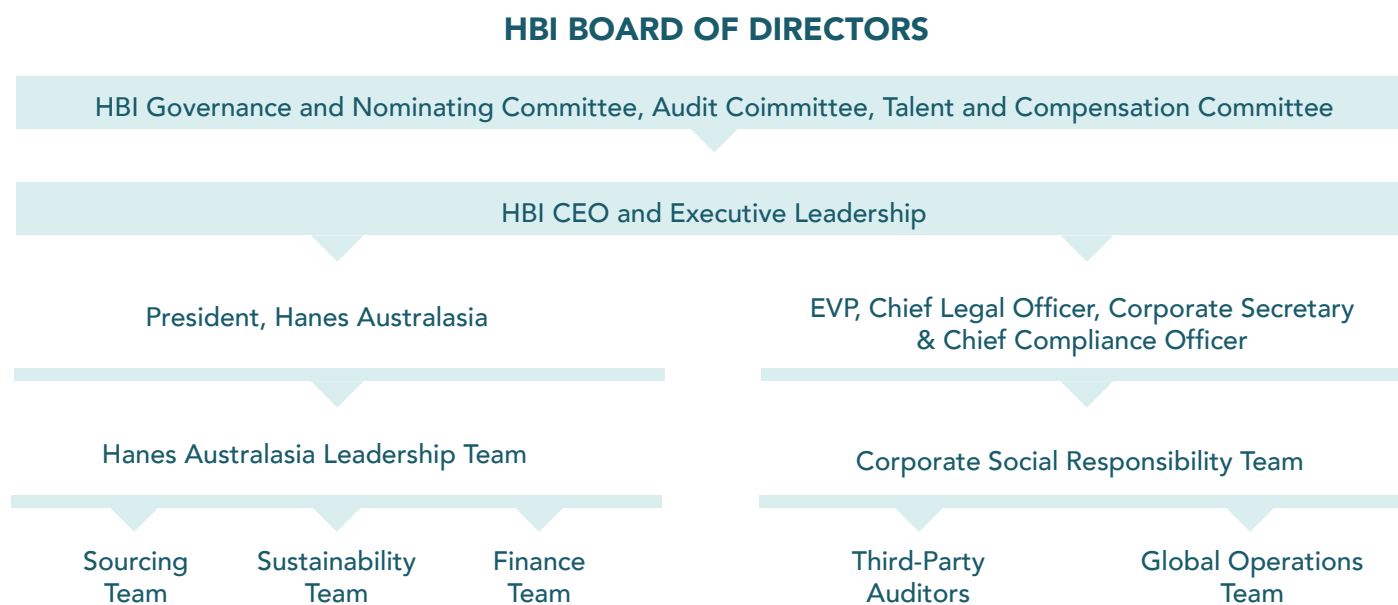 HBI BOARD OF DIRECTORS
HBI Governance and Nominating Committee, Audit Coimmittee, Talent and Compensation Committee
HBI CEO and Executive Leadership
President, Hanes Australasia
EVP, Chief Legal Officer, Corporate Secretary
& Chief Compliance Officer
Hanes Australasia Leadership Team
Corporate Social Responsibility Team
Sourcing
Team
Sustainability
Team
Finance
Team
Third-Party
Auditors
Global Operations
Team